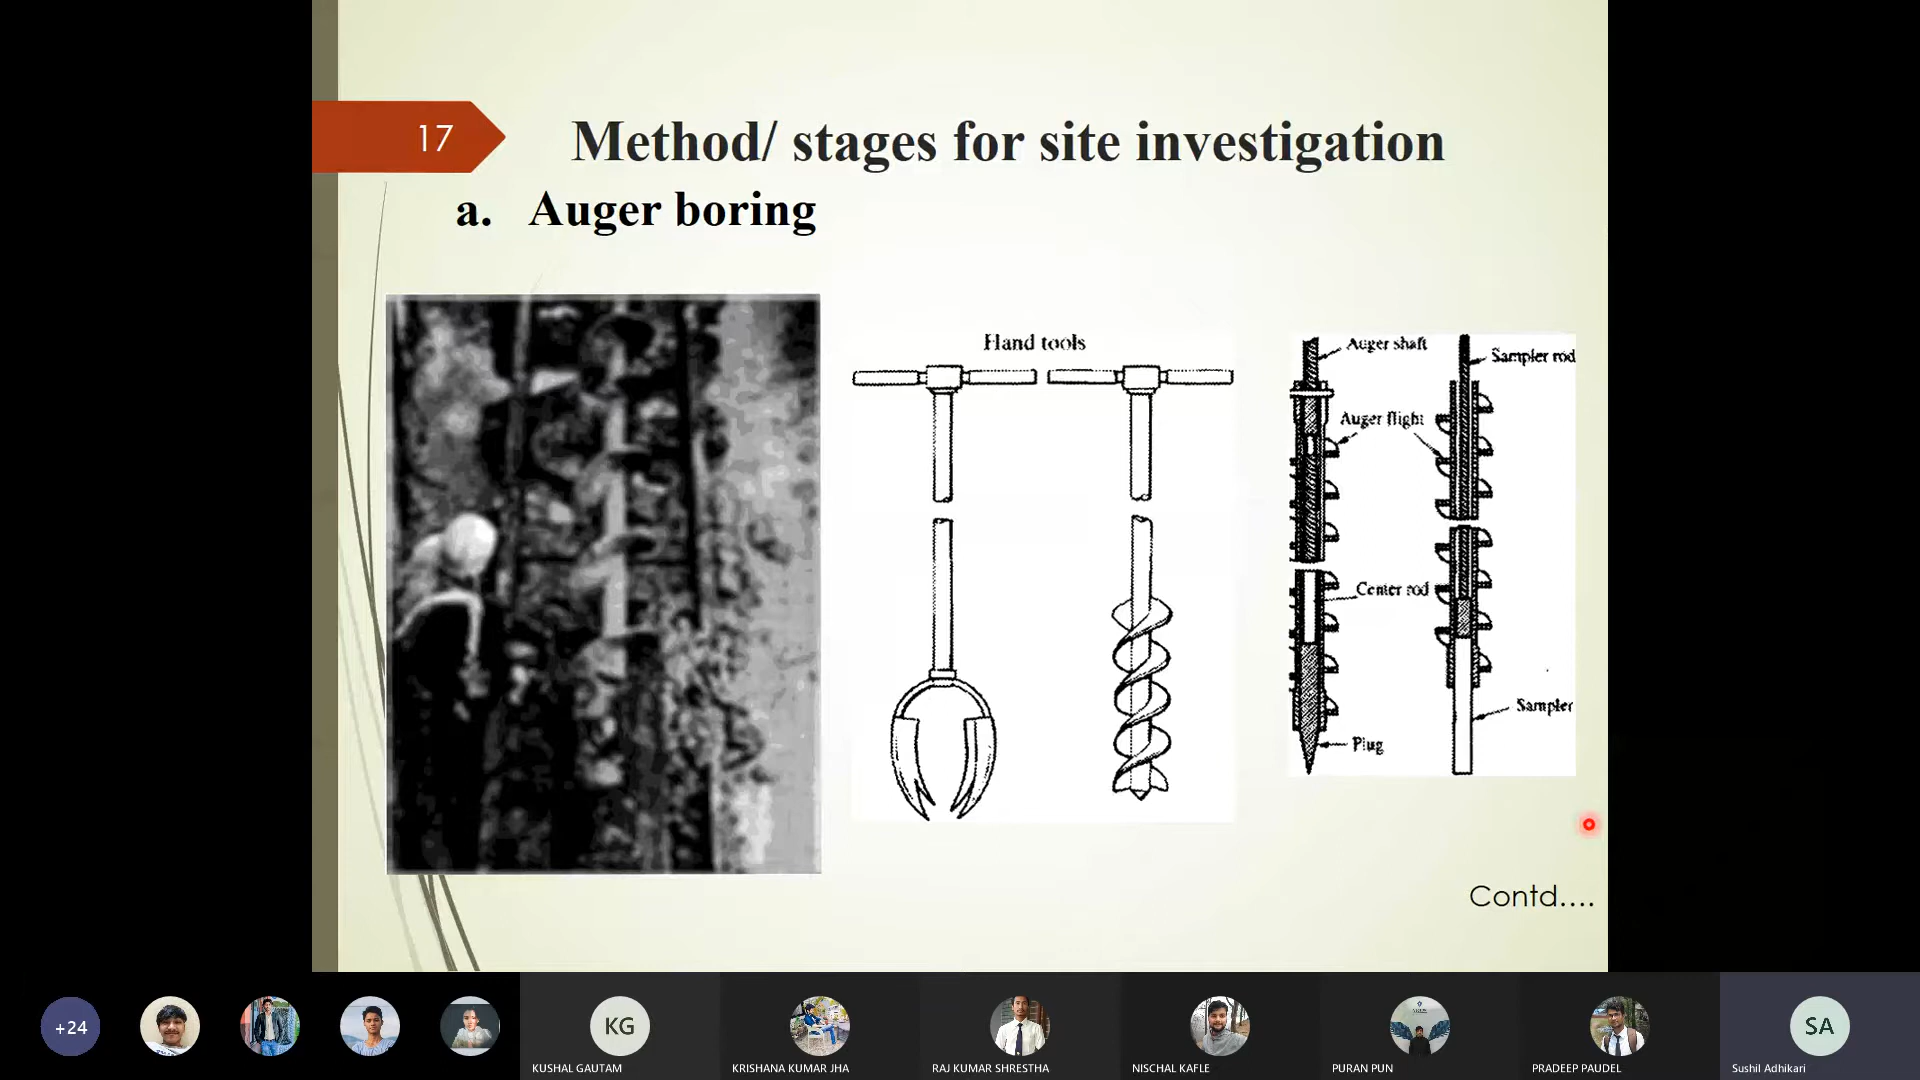 17
Method/ stages for site investigation
a. Auger boring
Hand tools
Auger shaft
Sampler rod
Auger flight
Center rod
Sampler
Plug
Contd....
+24
KG
SA
KUSHAL GAUTAM
KRISHANA KUMAR JHA
RAJ KUMAR SHRESTHA
NISCHAL KAFLE
PURAN PUN
PRADEEP PAUDEL
Sushil Adhikari